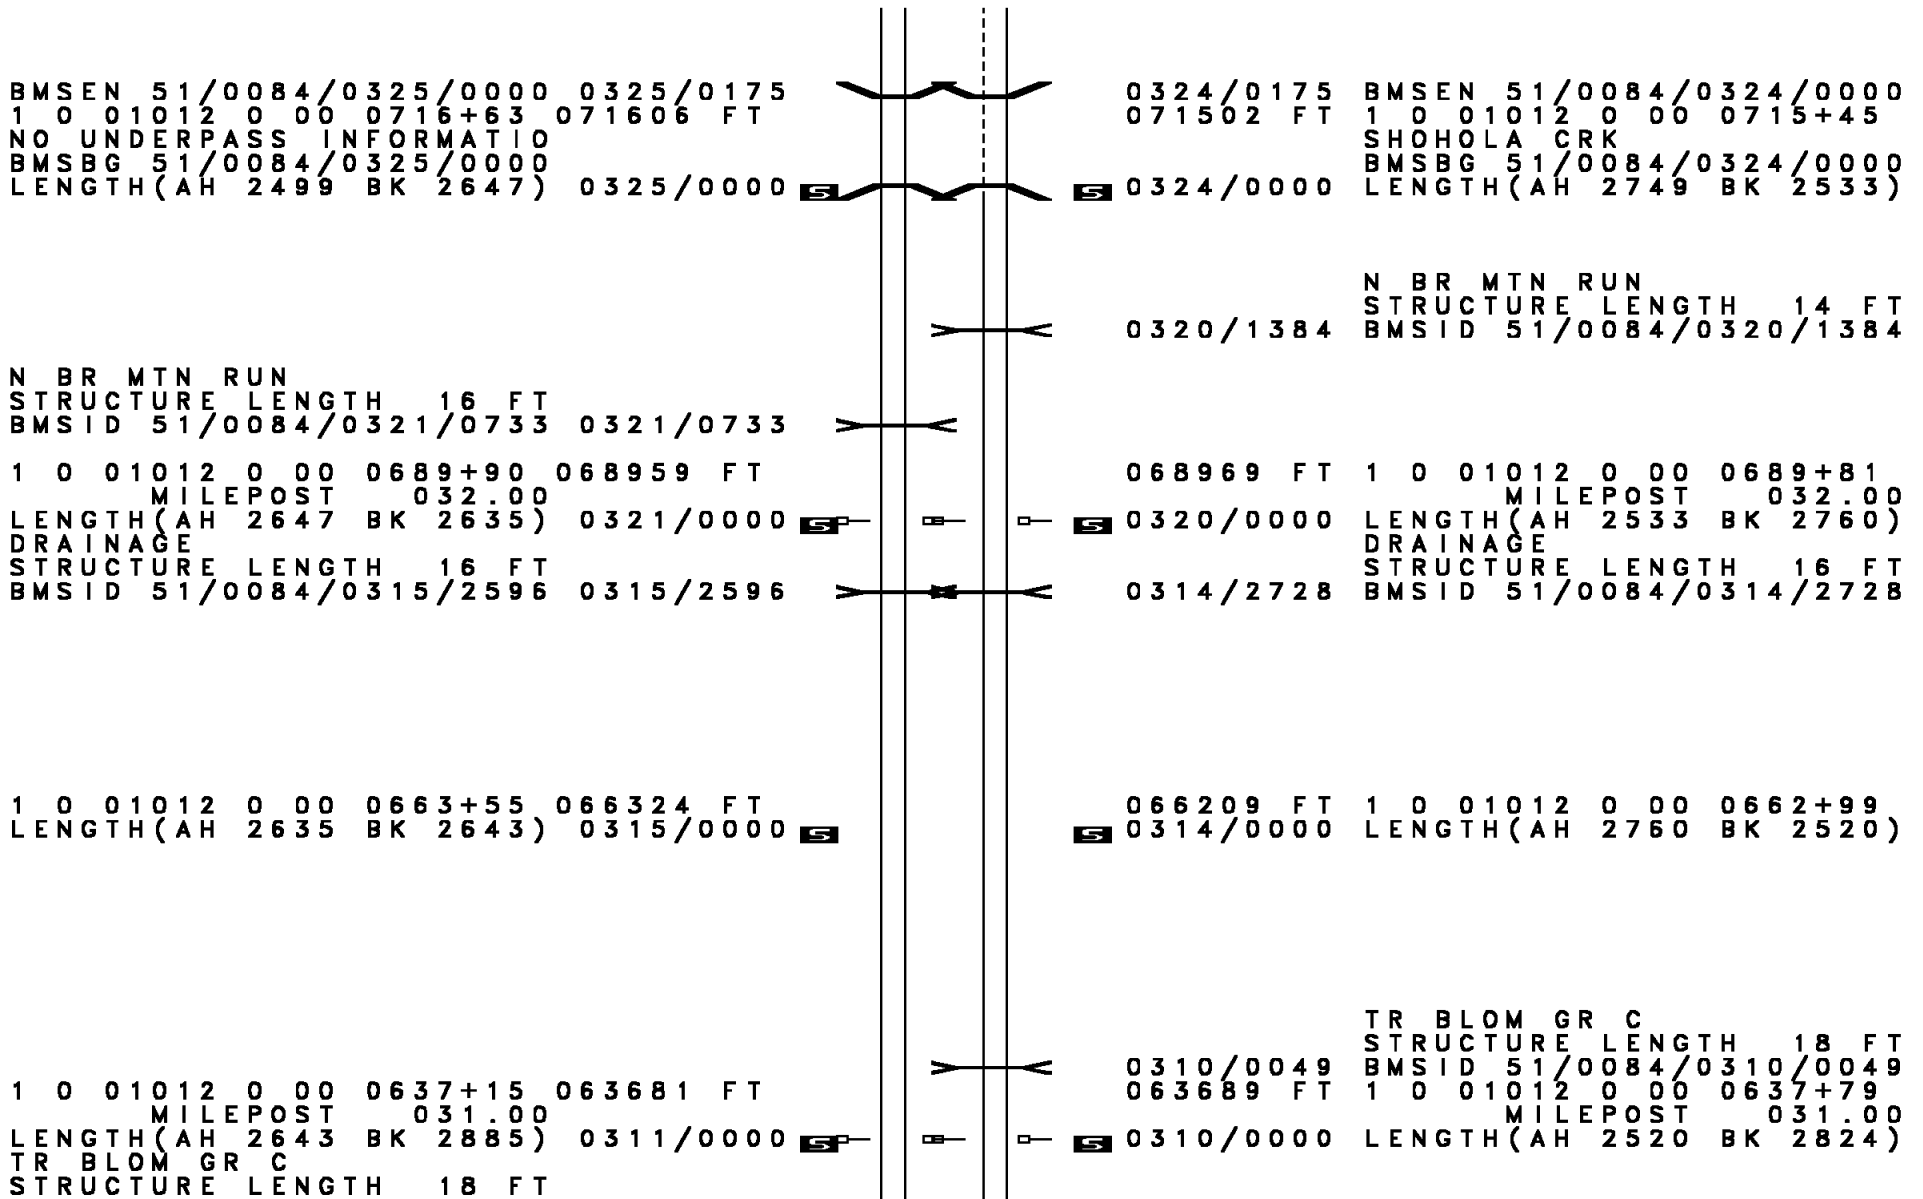 BMSEN 51/0084/0325/0000 0325/0175
1 0 01012 0 00 0716+63 071606 FT
NO UNDERPASS INFORMATIO
BMSBG 51/0084/0325/0000
LENGTH(AH 2499 BK 2647) 0325/0000 S
N BR MTN RUN
STRUCTURE LENGTH 16 FT
BMSID 51/0084/0321/0733 0321/0733
1 0 01012 0 00 0689+90 068959 FT
MILEPOST 032.00
LENGTH(AH 2647 BK 2635) 0321/0000 S
DRAINAGE
STRUCTURE LENGTH 16 FT
BMSID 51/0084/0315/2596 0315/2596
1 0 01012 0 00 0663+55 066324 FT
LENGTH(AH 2635 BK 2643) 0315/0000 S
1 0 01012 0 00 0637+15 063681 FT
MILEPOST 031.00
LENGTH(AH 2643 BK 2885) 0311/0000 S
TR BLOM GR C
STRUCTURE LENGTH 18 FT
0324/0175 BMSEN 51/0084/0324/0000
071502 FT 1 0 01012 0 00 0715+45
SHOHOLA CRK
BMSBG 51/0084/0324/0000
S 0324/0000 LENGTH(AH 2749 BK 2533)
N BR MTN RUN
STRUCTURE LENGTH 14 FT
0320/1384 BMSID 51/0084/0320/1384
068969 FT 1 0 01012 0 00 0689+81
MILEPOST 032.00
S 0320/0000 LENGTH(AH 2533 BK 2760)
DRAINAGE
STRUCTURE LENGTH 16 FT
0314/2728 BMSID 51/0084/0314/2728
066209 FT 1 0 01012 0 00 0662+99
S 0314/0000 LENGTH(AH 2760 BK 2520)
TR BLOM GR C
STRUCTURE LENGTH 18 FT
0310/0049 BMSID 51/0084/0310/0049
063689 FT 1 0 01012 0 00 0637+79
MILEPOST 031.00
S 0310/0000 LENGTH(AH 2520 BK 2824)